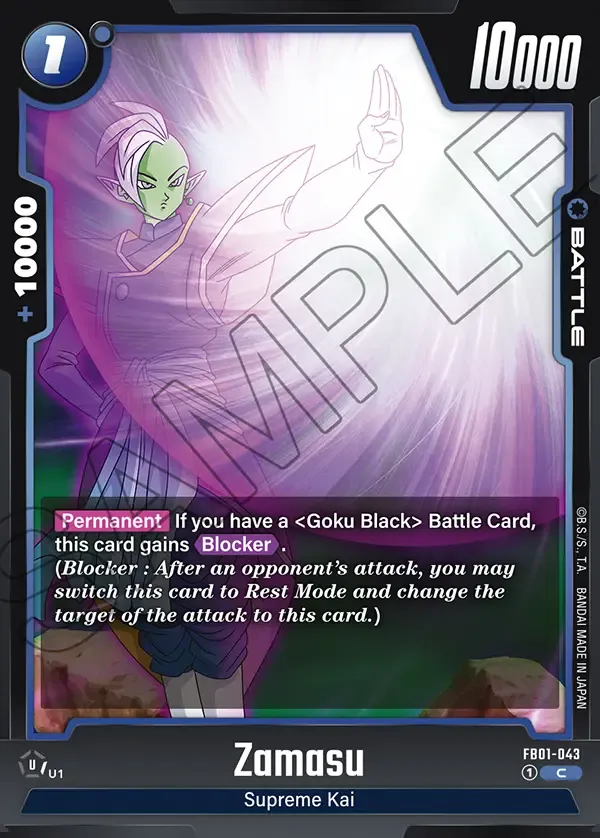 1
10000
+10000
BATTLE
SAMPLE
Permanent If you have a <Goku Black> Battle Card,
this card gains Blocker .
(Blocker : After an opponent's attack, you may
switch this card to Rest Mode and change the
target of the attack to this card.)
©B.S./S., T.A. BANDAI MADE IN JAPAN
U/U1
Zamasu
FB01-043
1 C
Supreme Kai